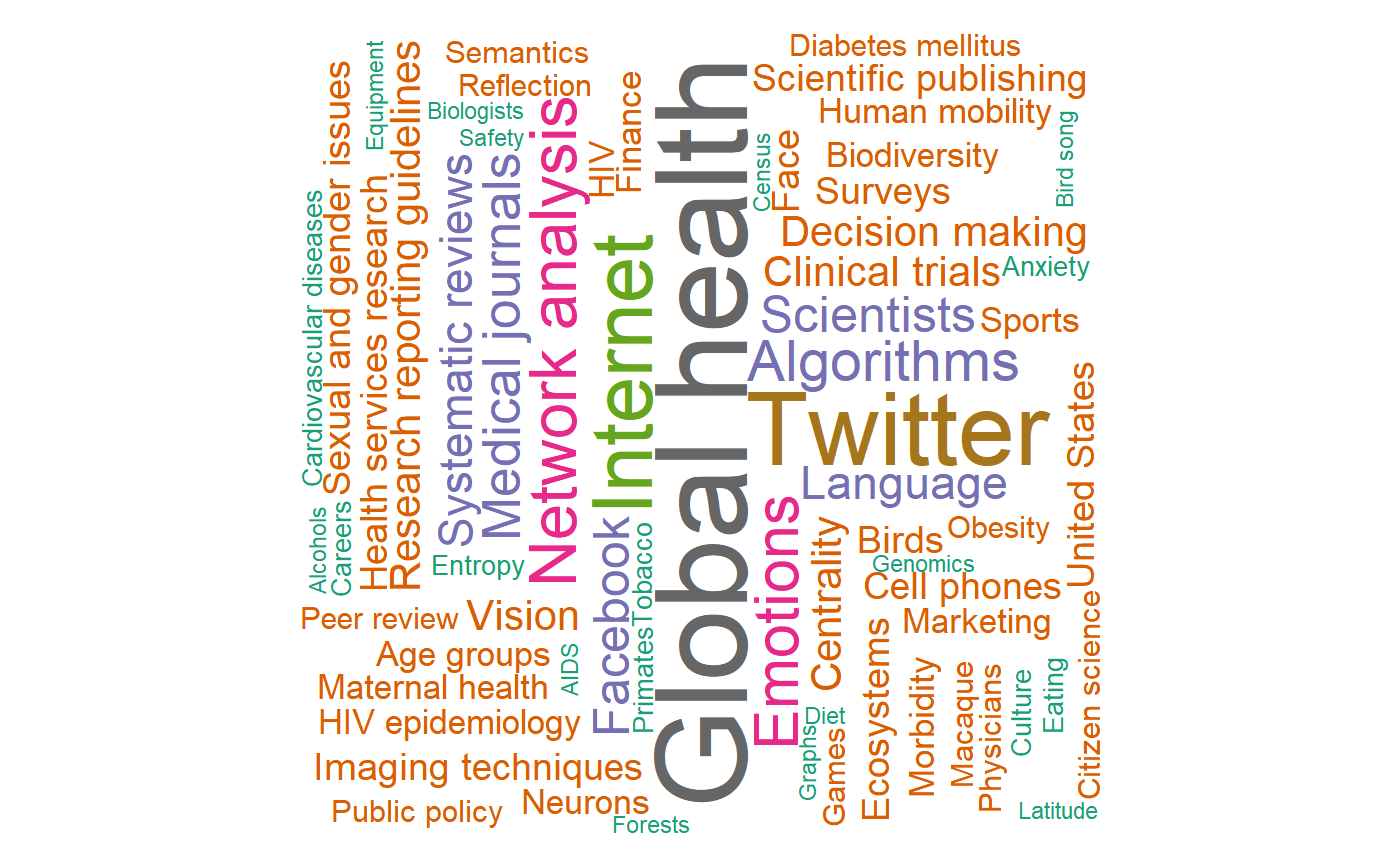 Cardiovascular diseases
Sexual and gender issues
Equipment
Health services research
Research reporting guidelines
Semantics
Reflection
Biologists
Safety
Systematic reviews
Medical journals
Network analysis
HIV
Finance
Internet
Global health
Diabetes mellitus
Scientific publishing
Human mobility
Census
Face
Biodiversity
Bird song
Surveys
Decision making
Clinical trials
Anxiety
Scientists
Sports
Algorithms
Twitter
Language
United States
Alcohols
Careers
Entropy
Facebook
Tobacco
Primates
Emotions
Centrality
Birds
Obesity
Genomics
Cell phones
Marketing
Peer review
Vision
Age groups
AIDS
Maternal health
HIV epidemiology
Imaging techniques
Public policy
Neurons
Forests
Diet
Graphs
Games
Ecosystems
Morbidity
Macaque
Physicians
Culture
Eating
Citizen science
Latitude